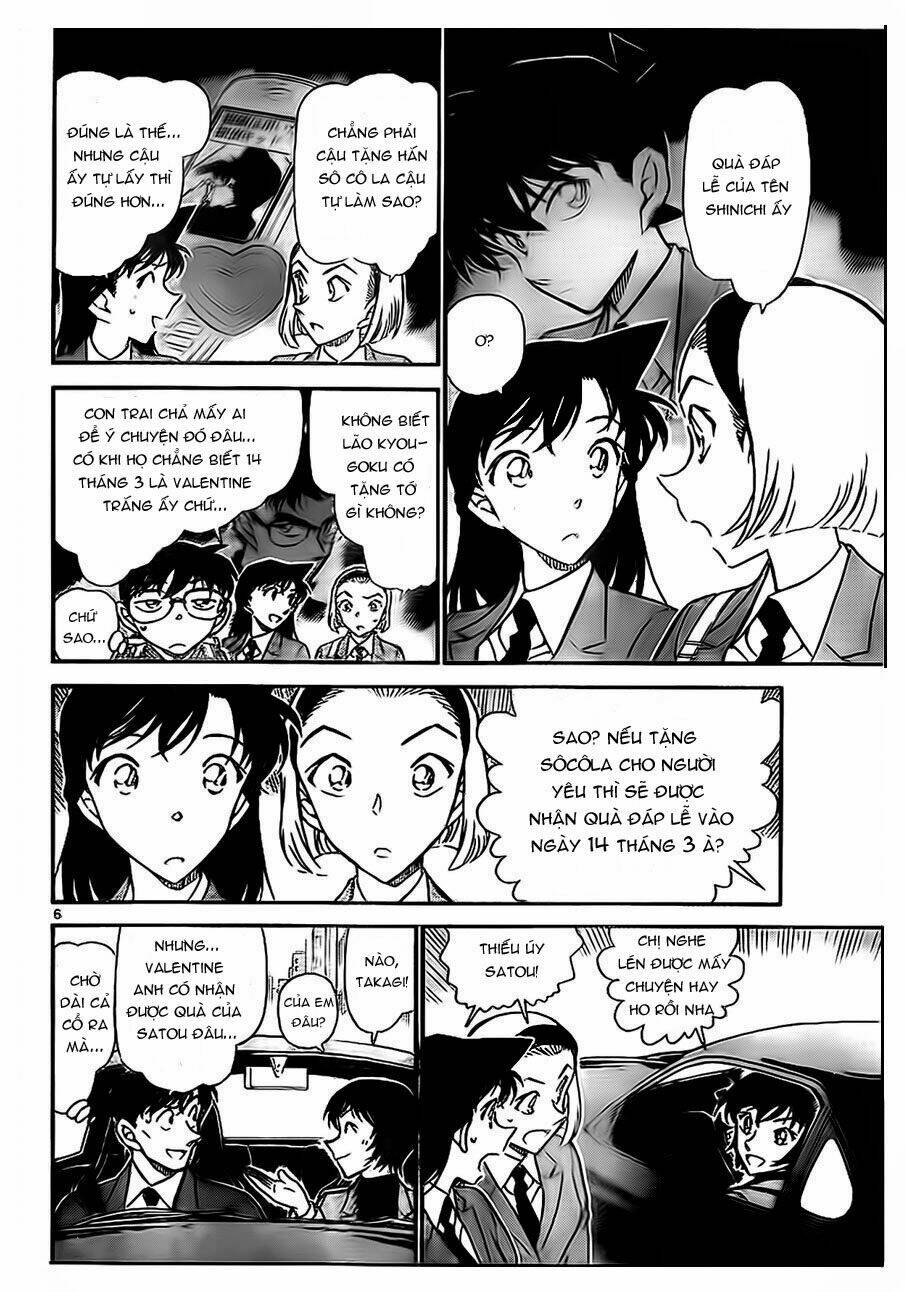 QUÀ ĐÁP
LỄ CỦA TÊN
SHINICHI ẤY
Ơ?
CHẲNG PHẢI
CẬU TẶNG HẮN
SÔ CÔ LA CẬU
TỰ LÀM SAO?
ĐÚNG LÀ THẾ...
NHƯNG CẬU
ẤY TỰ LẤY THÌ
ĐÚNG HƠN...
KHÔNG BIẾT
LÃO KYOU-
GOKU CÓ
TẶNG TỚ
GÌ KHÔNG?
CON TRAI CHẢ MẤY AI
ĐỂ Ý CHUYỆN ĐÓ ĐÂU...
CÓ KHI HỌ CHẲNG BIẾT 14
THÁNG 3 LÀ VALENTINE
TRẮNG ẤY CHỨ...
CHỨ
SAO...
SAO? NẾU TẶNG
SÔCÔLA CHO NGƯỜI
YÊU THÌ SẼ ĐƯỢC
NHẬN QUÀ ĐÁP LỄ VÀO
NGÀY 14 THÁNG 3 À?
6
CHỊ NGHE
LÉN ĐƯỢC MẤY
CHUYỆN HAY
HO RỒI NHA
THIẾU ÚY
SATOU!
NÀO,
TAKAGI!
CỦA EM
ĐÂU?
NHƯNG...
VALENTINE
ANH CÓ NHẬN
ĐƯỢC QUÀ CỦA
SATOU ĐÂU...
CHỜ
DÀI CẢ
CỔ RA
MÀ...